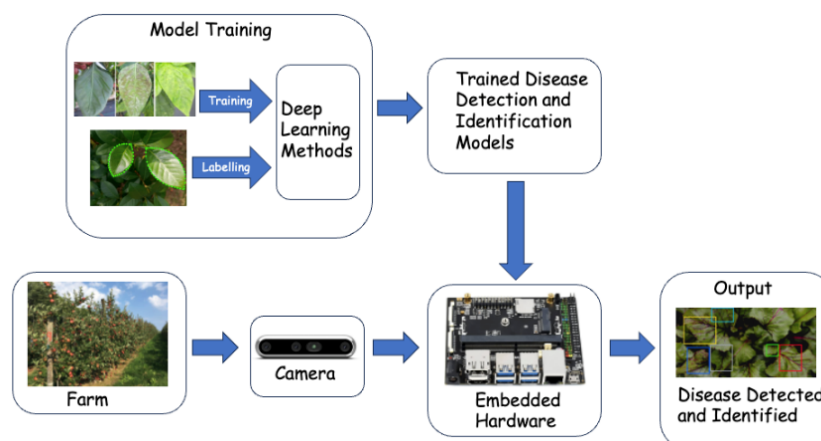 Model Training
Training
Labelling
Deep
Learning
Methods
Trained Disease
Detection and
Identification
Models
Farm
Camera
Embedded
Hardware
Output
Disease Detected
and Identified